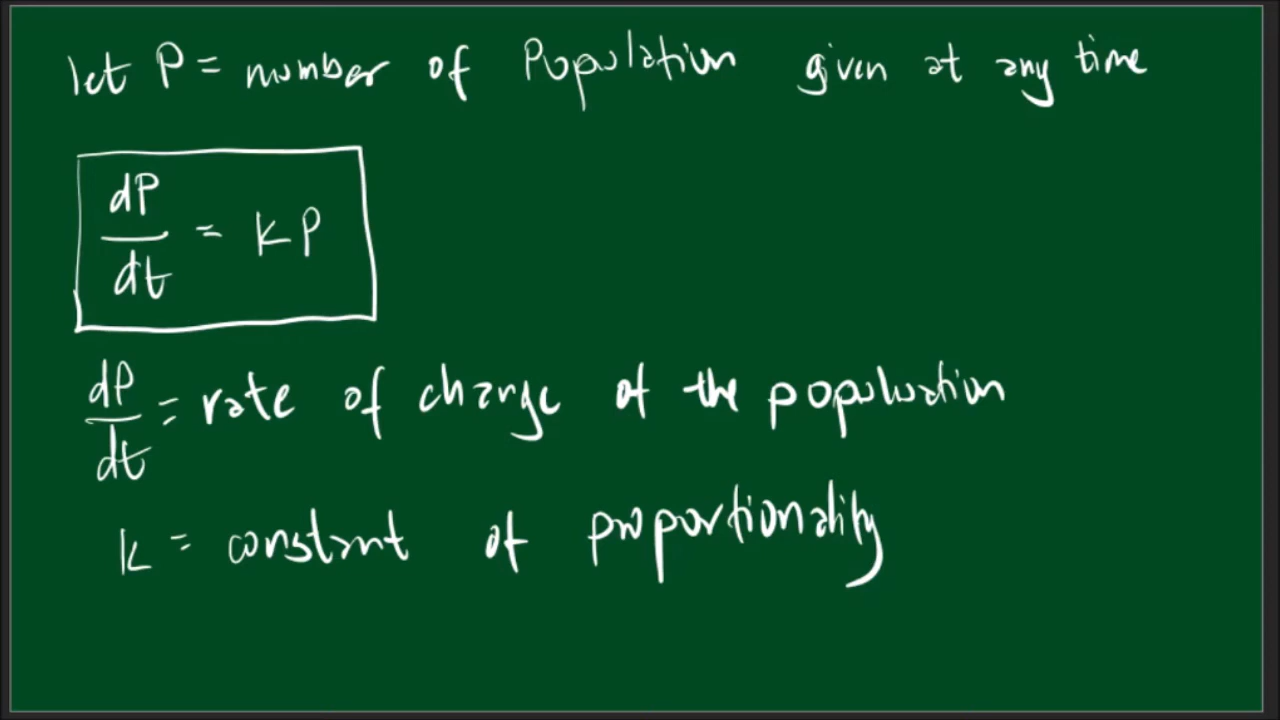 let P = number of Population given at any time
dP/dt = kP
dP/dt = rate of change of the population
k = constant of proportionality